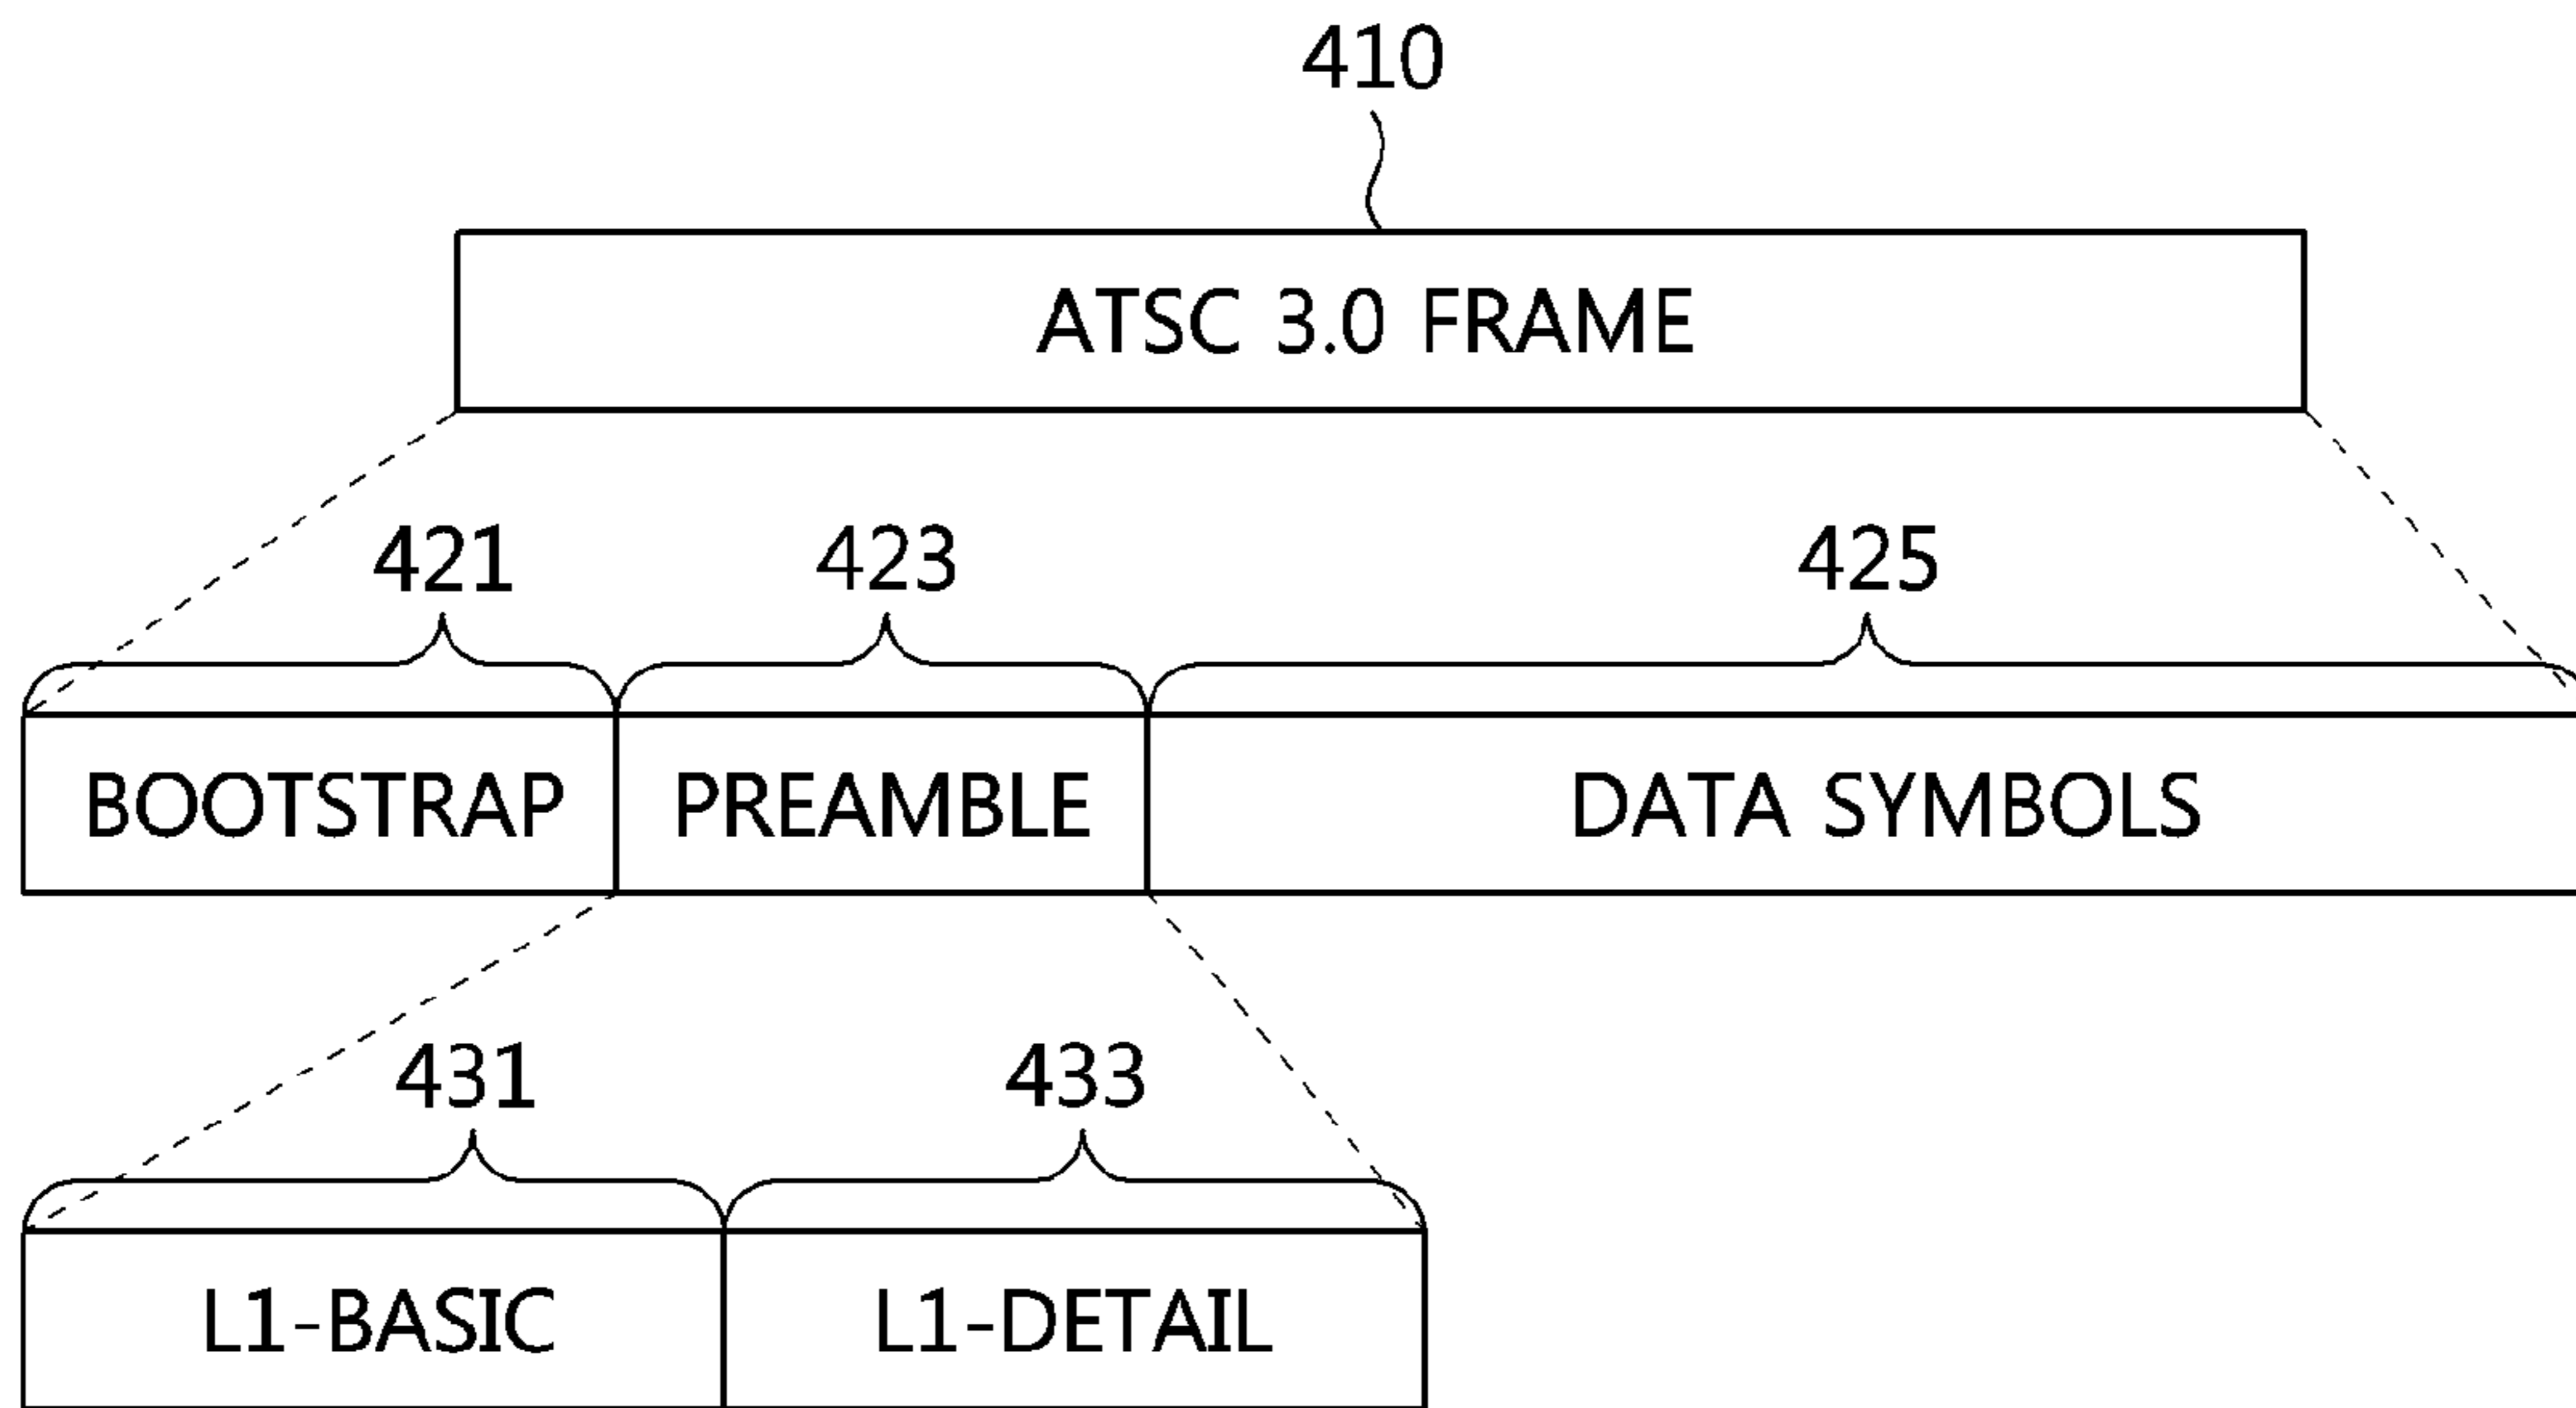 410
ATSC 3.0 FRAME
421 423 425
BOOTSTRAP PREAMBLE DATA SYMBOLS
431 433
L1-BASIC L1-DETAIL